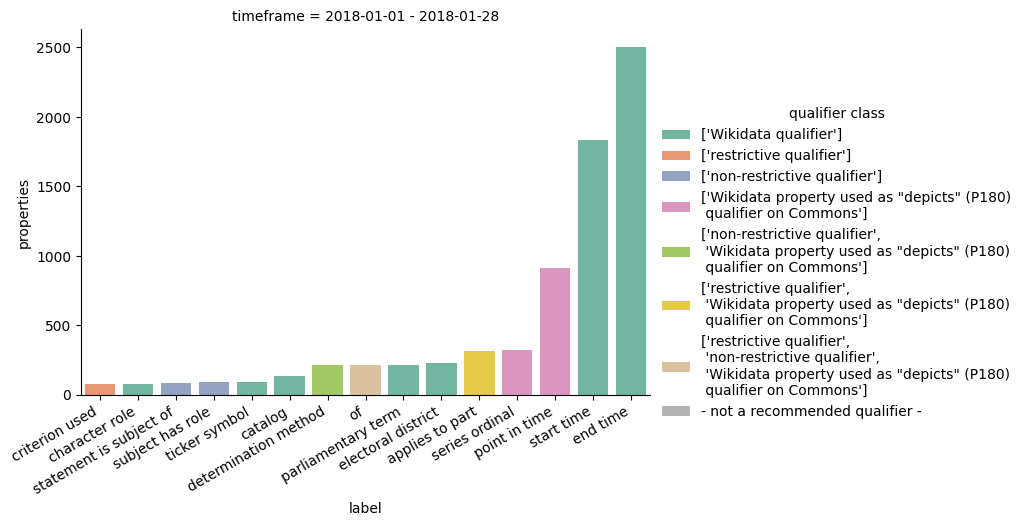 timeframe = 2018-01-01 - 2018-01-28
properties
2500
2000
1500
1000
500
0
criterion used
character role
statement is subject of
subject has role
ticker symbol
catalog
determination method
of
parliamentary term
electoral district
applies to part
series ordinal
point in time
start time
end time
label
qualifier class
['Wikidata qualifier']
['restrictive qualifier']
['non-restrictive qualifier']
['Wikidata property used as "depicts" (P180)
qualifier on Commons']
['non-restrictive qualifier',
'Wikidata property used as "depicts" (P180)
qualifier on Commons']
['restrictive qualifier',
'Wikidata property used as "depicts" (P180)
qualifier on Commons']
['restrictive qualifier',
'non-restrictive qualifier',
'Wikidata property used as "depicts" (P180)
qualifier on Commons']
- not a recommended qualifier -